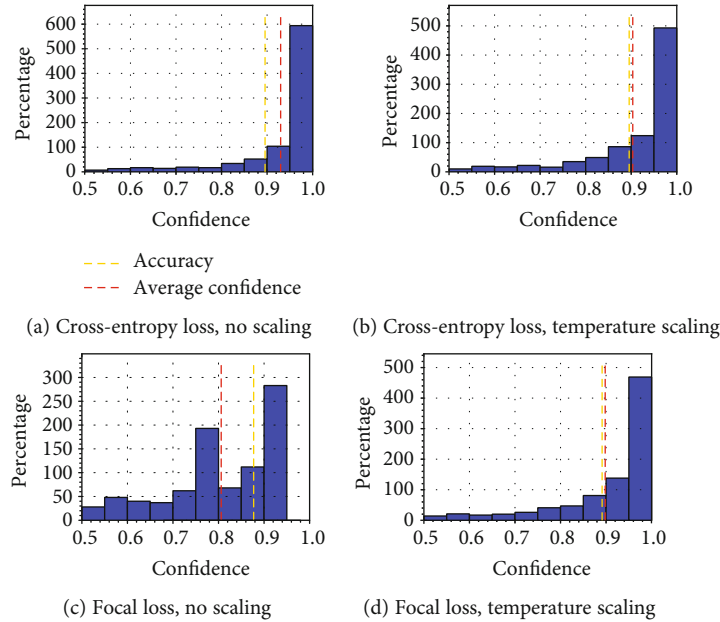 Percentage
600
500
400
300
200
100
0
0.5 0.6 0.7 0.8 0.9 1.0
Confidence
Percentage
500
400
300
200
100
0
0.5 0.6 0.7 0.8 0.9 1.0
Confidence
Accuracy
Average confidence
(a) Cross-entropy loss, no scaling
(b) Cross-entropy loss, temperature scaling
Percentage
300
250
200
150
100
50
0
0.5 0.6 0.7 0.8 0.9 1.0
Confidence
Percentage
500
400
300
200
100
0
0.5 0.6 0.7 0.8 0.9 1.0
Confidence
(c) Focal loss, no scaling
(d) Focal loss, temperature scaling